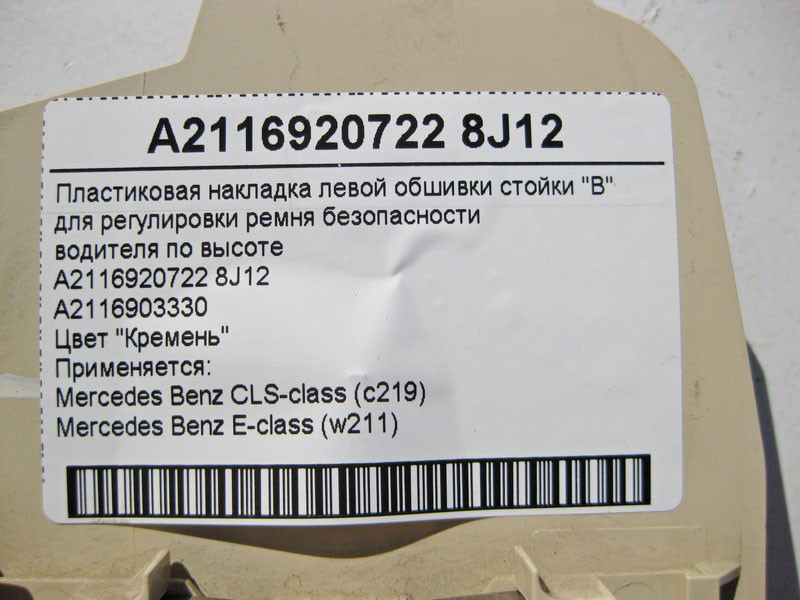 A2116920722 8J12
Пластиковая накладка левой обшивки стойки "B"
для регулировки ремня безопасности
водителя по высоте
A2116920722 8J12
A2116903330
Цвет "Кремень"
Применяется:
Mercedes Benz CLS-class (c219)
Mercedes Benz E-class (w211)